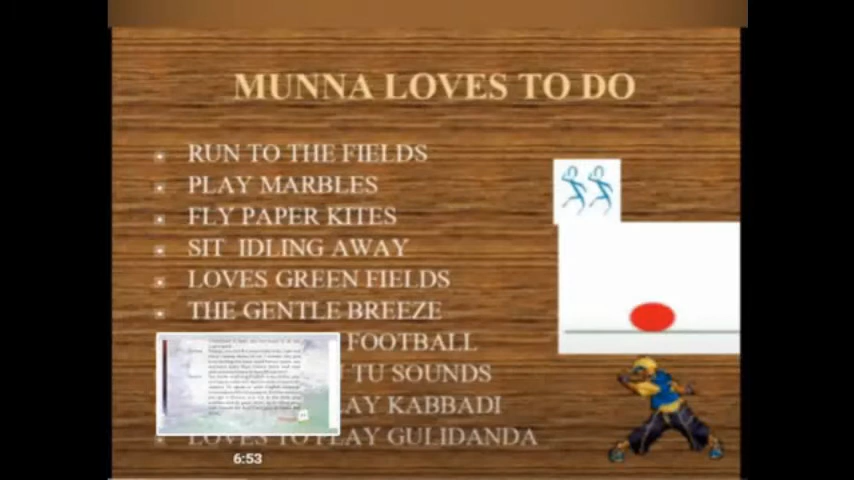 MUNNA LOVES TO DO
RUN TO THE FIELDS
PLAY MARBLES
FLY PAPER KITES
SIT IDLING AWAY
LOVES GREEN FIELDS
THE GENTLE BREEZE
FOOTBALL
TU SOUNDS
KABBADI
LOVES TO PLAY GULIDANDA
6:53